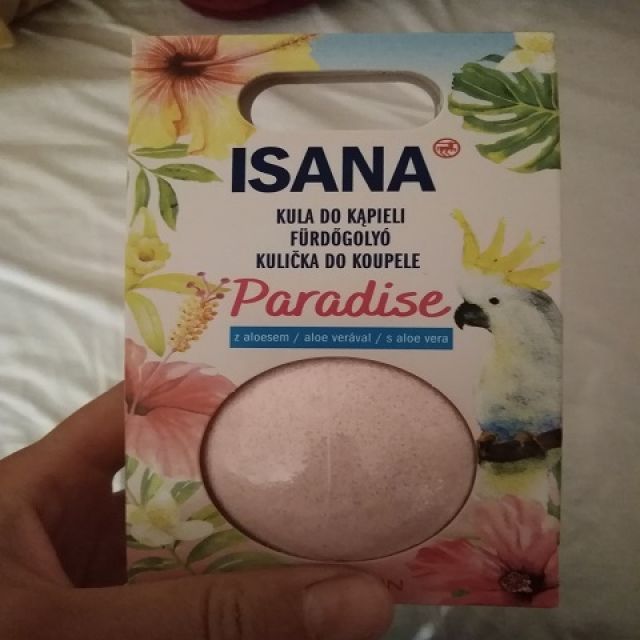 ISANA
KULA DO KĄPIELI
FÜRDŐGOLYÓ
KULIČKA DO KOUPELE
Paradise
z aloesem / aloe verával / s aloe vera